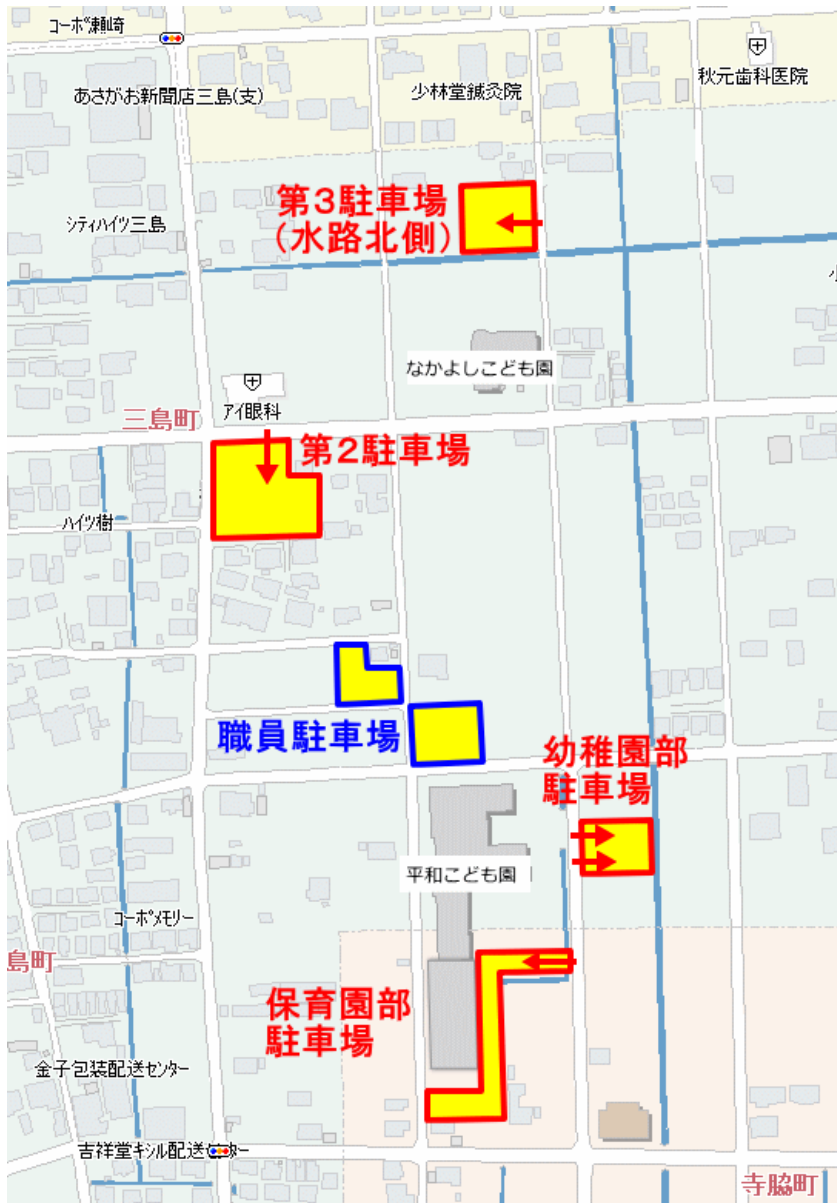 コーポ瀬崎
あさがお新聞店三島(支)
少林堂鍼灸院
秋元歯科医院
第3駐車場
(水路北側)
シティハイツ三島
なかよしこども園
アイ眼科
三島町
第2駐車場
ハイツ樹
職員駐車場
幼稚園部
駐車場
平和こども園
コーポメモリー
島町
保育園部
駐車場
金子包装配送センター
吉祥堂キシル配送センター
寺脇町